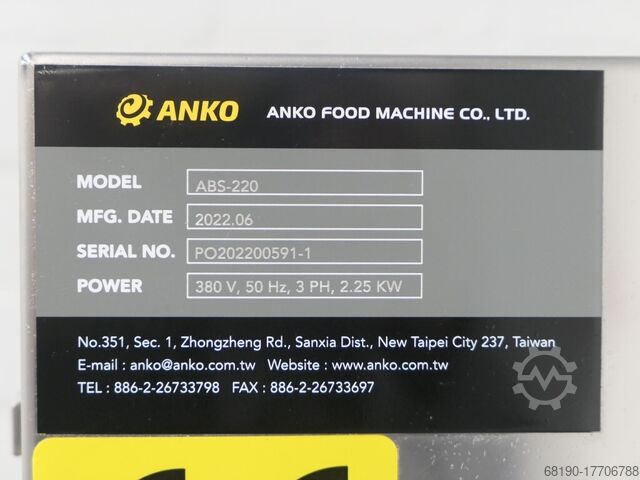 ANKO ANKO FOOD MACHINE CO., LTD.
MODEL ABS-220
MFG. DATE 2022.06
SERIAL NO. PO202200591-1
POWER 380 V, 50 Hz, 3 PH, 2.25 KW
No.351, Sec. 1, Zhongzheng Rd., Sanxia Dist., New Taipei City 237, Taiwan
E-mail : anko@anko.com.tw Website : www.anko.com.tw
TEL : 886-2-26733798 FAX : 886-2-26733697
68190-17706788